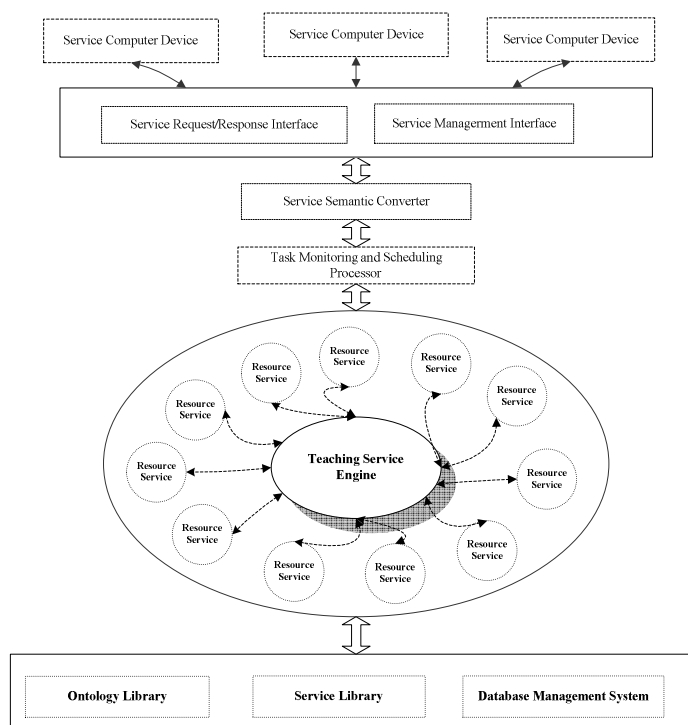 Service Computer Device
Service Computer Device
Service Computer Device
Service Request/Response Interface
Service Managerment Interface
Service Semantic Converter
Task Monitoring and Scheduling
Processor
Resource
Service
Resource
Service
Resource
Service
Resource
Service
Resource
Service
Resource
Service
Resource
Service
Resource
Service
Resource
Service
Resource
Service
Resource
Service
Teaching Service
Engine
Ontology Library
Service Library
Database Management System